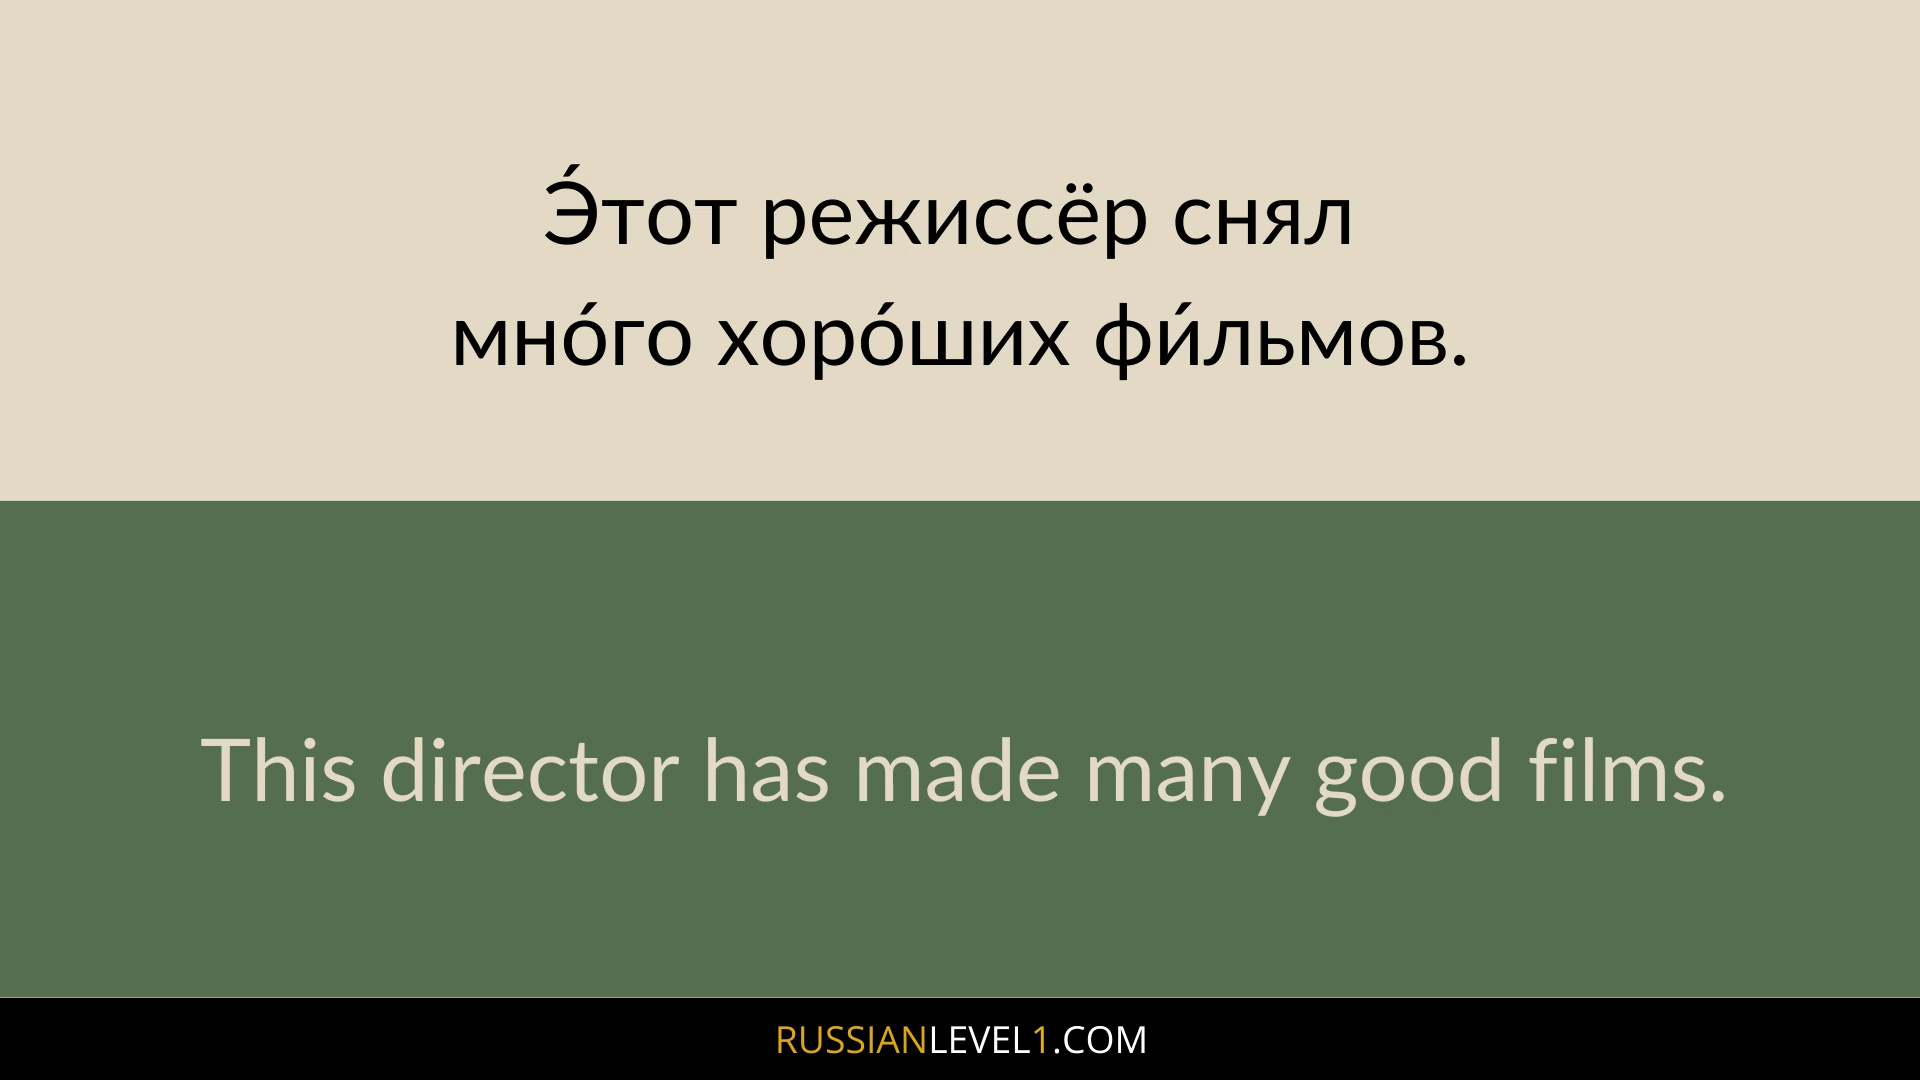 Э́тот режиссёр снял
мно́го хоро́ших фи́льмов.
This director has made many good films.
RUSSIANLEVEL1.COM